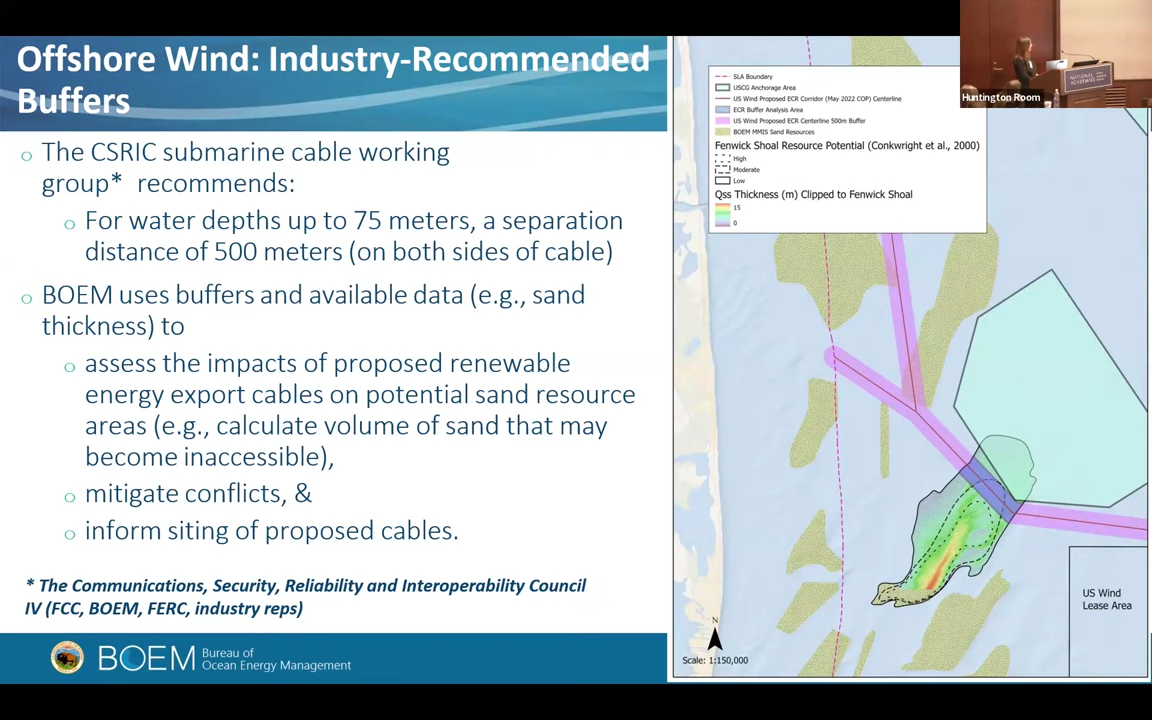 Offshore Wind: Industry-Recommended
Buffers
o The CSRIC submarine cable working
group* recommends:
o For water depths up to 75 meters, a separation
distance of 500 meters (on both sides of cable)
o BOEM uses buffers and available data (e.g., sand
thickness) to
o assess the impacts of proposed renewable
energy export cables on potential sand resource
areas (e.g., calculate volume of sand that may
become inaccessible),
o mitigate conflicts, &
o inform siting of proposed cables.
* The Communications, Security, Reliability and Interoperability Council
IV (FCC, BOEM, FERC, industry reps)
BOEM
Bureau of
Ocean Energy Management
SLA Boundary
USCG Anchorage Area
US Wind Proposed ECR Corridor (May 2022 COP) Centerline
ECR Buffer Analysis Area
US Wind Proposed ECR Centerline 500m Buffer
BOEM MMIS Sand Resources
Fenwick Shoal Resource Potential (Conkwright et al., 2000)
High
Moderate
Low
Qss Thickness (m) Clipped to Fenwick Shoal
15
0
US Wind
Lease Area
N
Scale: 1:150,000
Huntington Room
NATIONAL
ACADEMIES